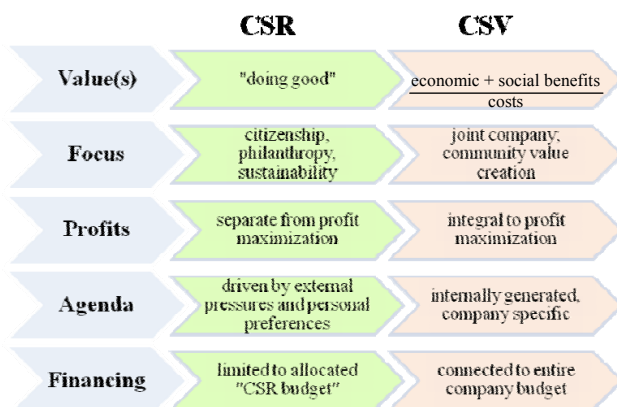 CSR CSV
Value(s)
"doing good"
economic + social benefits
costs
Focus
citizenship,
philanthropy,
sustainability
joint company,
community value
creation
Profits
separate from profit
maximization
integral to profit
maximization
Agenda
driven by external
pressures and personal
preferences
internally generated,
company specific
Financing
limited to allocated
"CSR budget"
connected to entire
company budget